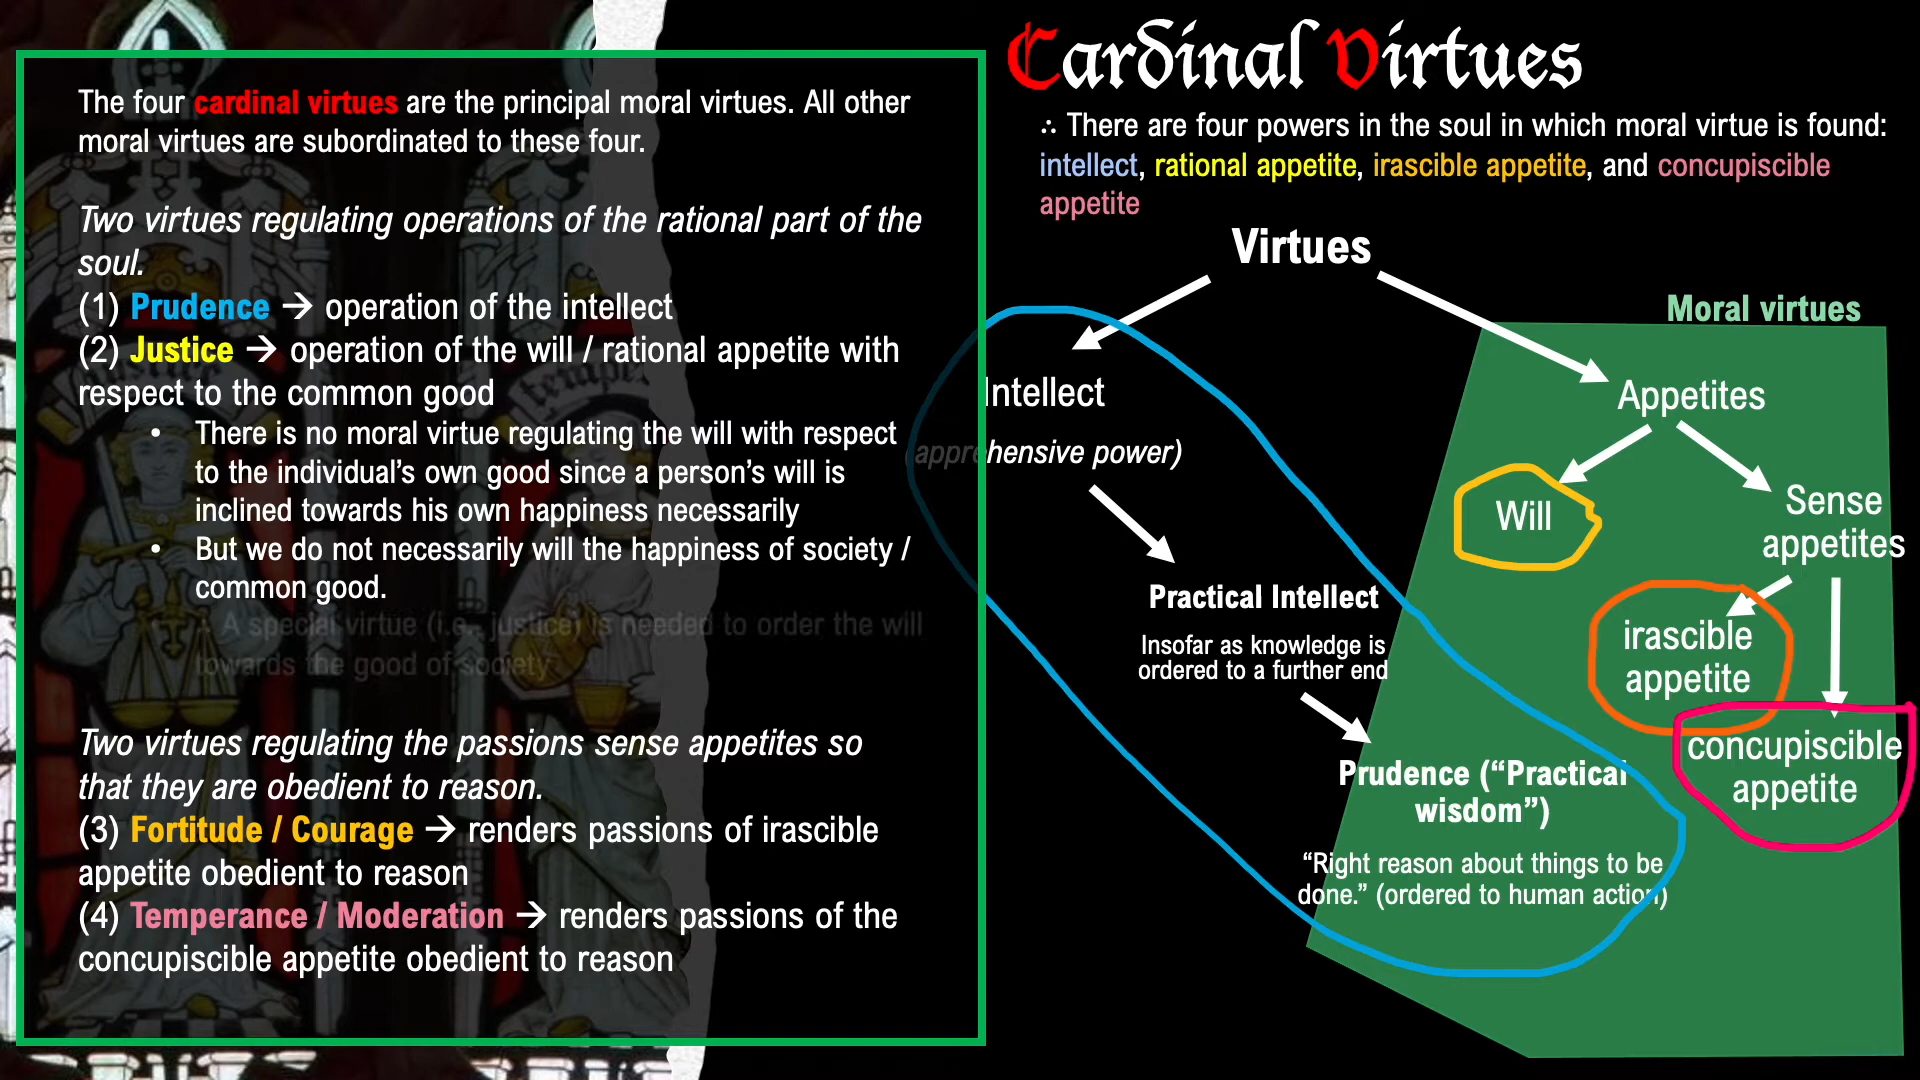 The four cardinal virtues are the principal moral virtues. All other
moral virtues are subordinated to these four.
Two virtues regulating operations of the rational part of the
soul.
(1) Prudence → operation of the intellect
(2) Justice → operation of the will / rational appetite with
respect to the common good
• There is no moral virtue regulating the will with respect
to the individual’s own good since a person’s will is
inclined towards his own happiness necessarily
• But we do not necessarily will the happiness of society /
common good.
∴ A special virtue (i.e., justice) is needed to order the will
towards the good of society
Two virtues regulating the passions sense appetites so
that they are obedient to reason.
(3) Fortitude / Courage → renders passions of irascible
appetite obedient to reason
(4) Temperance / Moderation → renders passions of the
concupiscible appetite obedient to reason
Cardinal Virtues
∴ There are four powers in the soul in which moral virtue is found:
intellect, rational appetite, irascible appetite, and concupiscible
appetite
Virtues
Moral virtues
Intellect
apprehensive power)
Appetites
Will
Sense
appetites
Practical Intellect
Insofar as knowledge is
ordered to a further end
irascible
appetite
concupiscible
appetite
Prudence (“Practical
wisdom”)
“Right reason about things to be
done.” (ordered to human action)